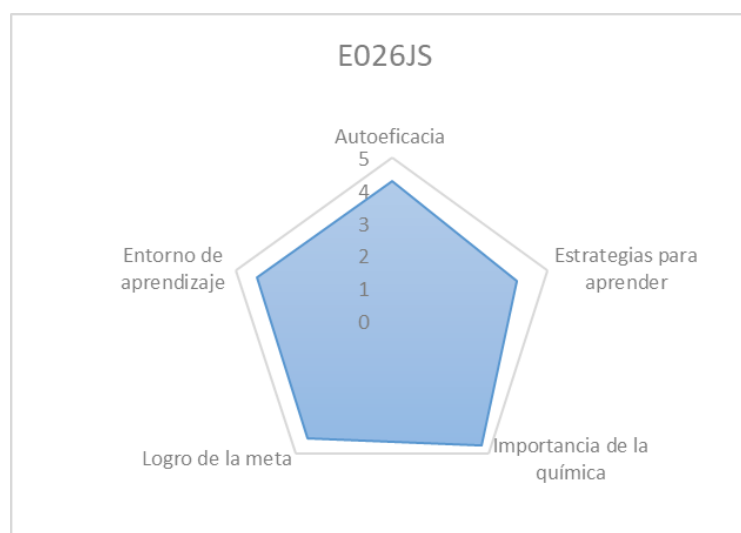 E026JS
Autoeficacia
5
4
3
2
1
0
Entorno de
aprendizaje
Estrategias para
aprender
Logro de la meta
Importancia de la
química